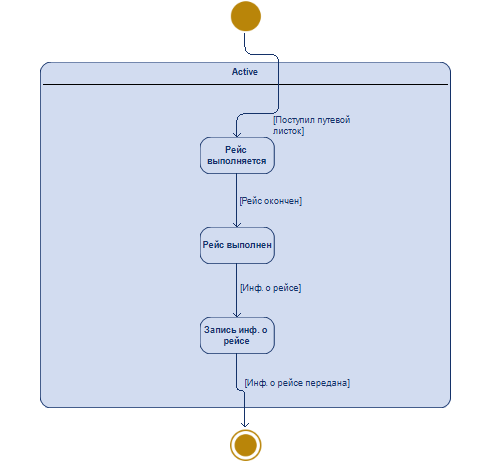 Active
[Поступил путевой
листок]
Рейс
выполняется
[Рейс окончен]
Рейс выполнен
[Инф. о рейсе]
Запись инф. о
рейсе
[Инф. о рейсе передана]